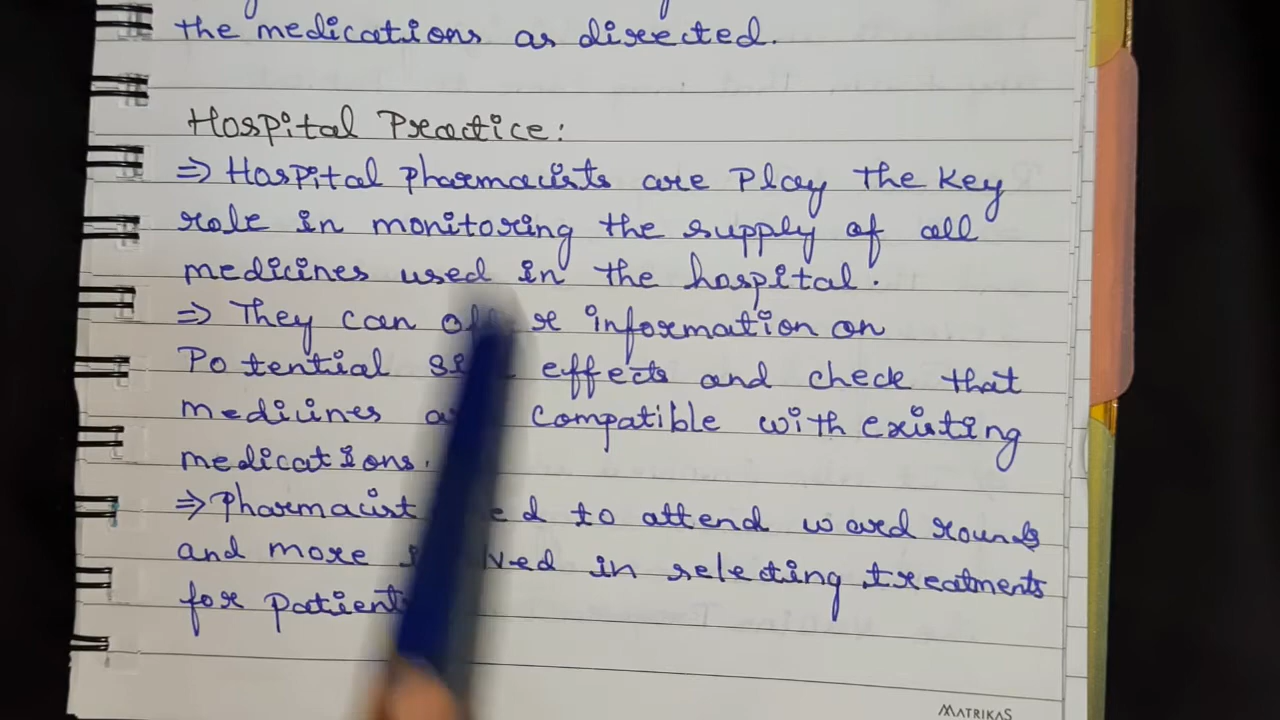 the medications as directed.
Hospital Practice:
⇒ Hospital pharmacists are Play the key
role in monitoring the supply of all
medicines used in the hospital.
⇒ They can information on
Potential effects and check that
medicines compatible with existing
medications.
⇒ Pharmacist to attend ward rounds
and more in selecting treatments
for patients
MATRIKAS